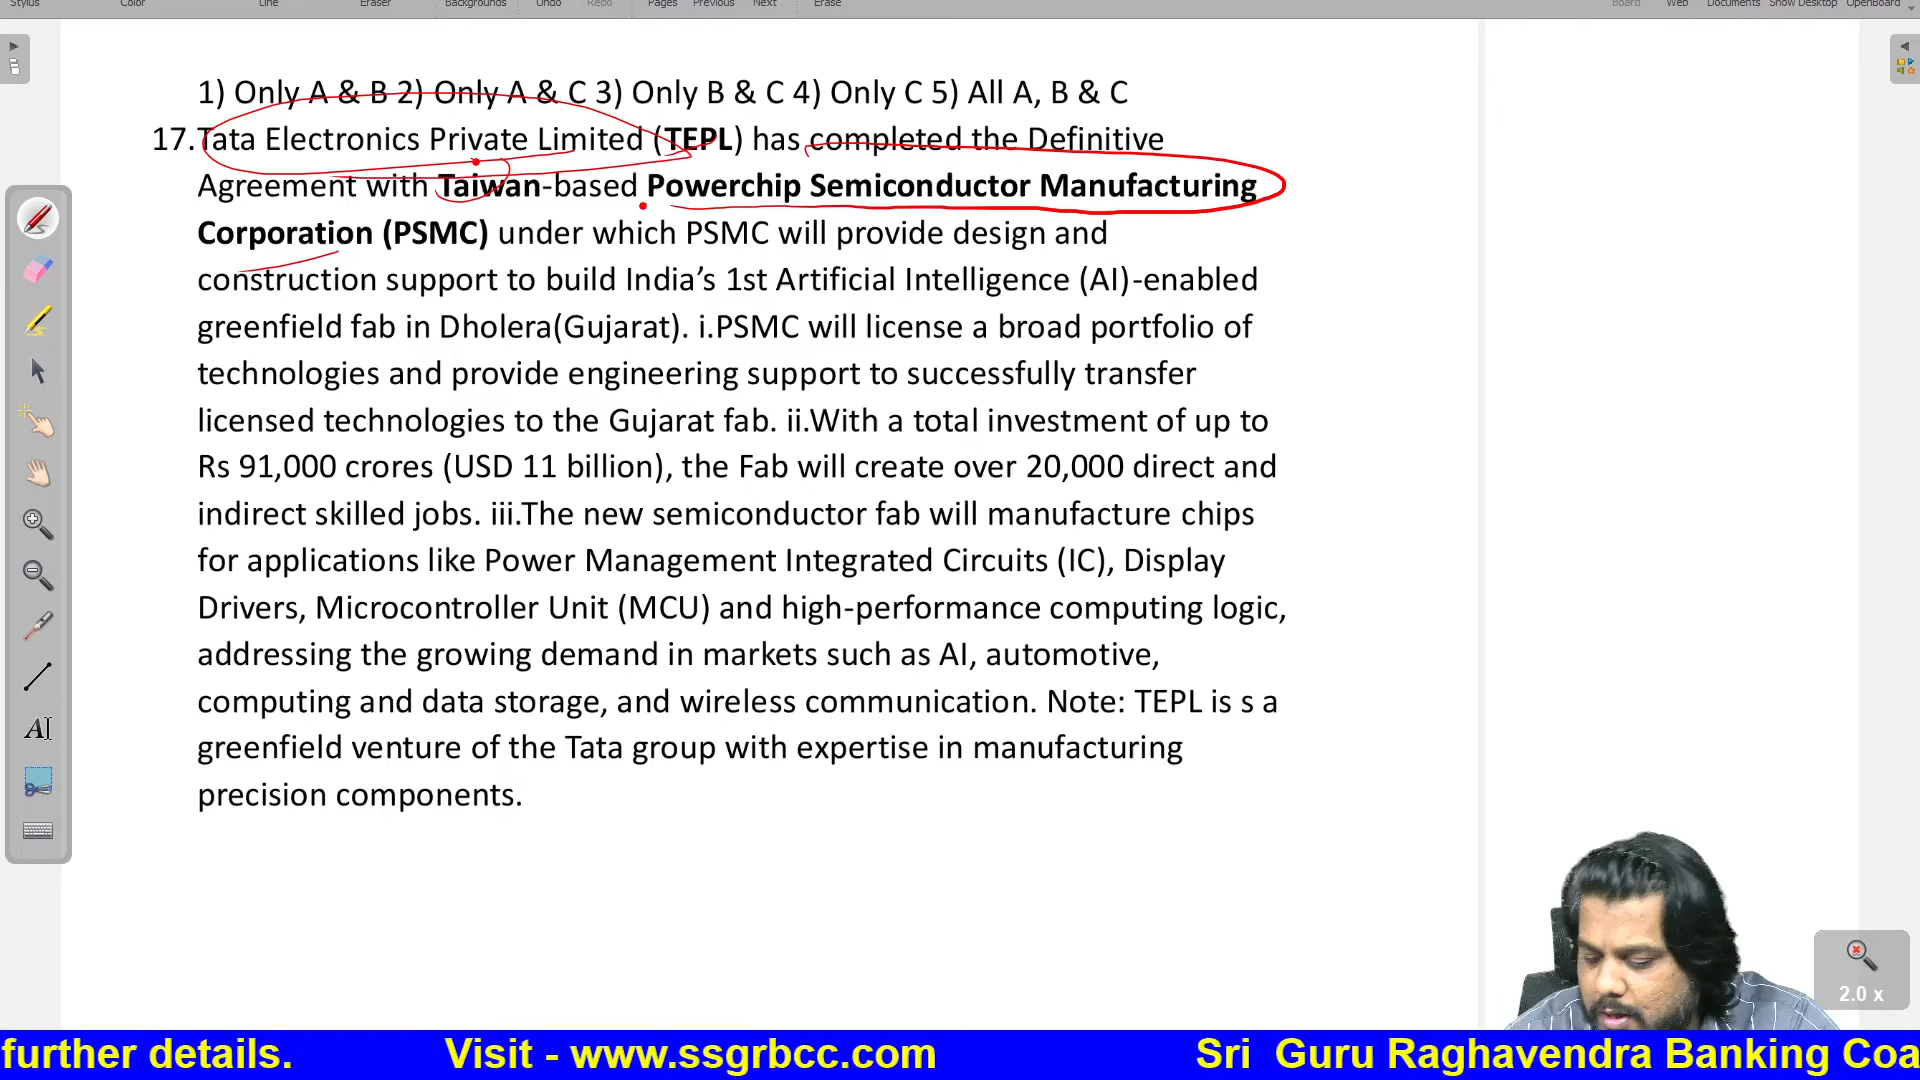 Stylus Color Line Eraser Backgrounds Undo Redo Pages Previous Next Erase Board Web Documents Show Desktop OpenBoard
1) Only A & B 2) Only A & C 3) Only B & C 4) Only C 5) All A, B & C
17. Tata Electronics Private Limited (TEPL) has completed the Definitive
Agreement with Taiwan-based Powerchip Semiconductor Manufacturing
Corporation (PSMC) under which PSMC will provide design and
construction support to build India’s 1st Artificial Intelligence (AI)-enabled
greenfield fab in Dholera(Gujarat). i.PSMC will license a broad portfolio of
technologies and provide engineering support to successfully transfer
licensed technologies to the Gujarat fab. ii.With a total investment of up to
Rs 91,000 crores (USD 11 billion), the Fab will create over 20,000 direct and
indirect skilled jobs. iii.The new semiconductor fab will manufacture chips
for applications like Power Management Integrated Circuits (IC), Display
Drivers, Microcontroller Unit (MCU) and high-performance computing logic,
addressing the growing demand in markets such as AI, automotive,
computing and data storage, and wireless communication. Note: TEPL is s a
greenfield venture of the Tata group with expertise in manufacturing
precision components.
2.0 x
further details. Visit - www.ssgrbcc.com Sri Guru Raghavendra Banking Coa